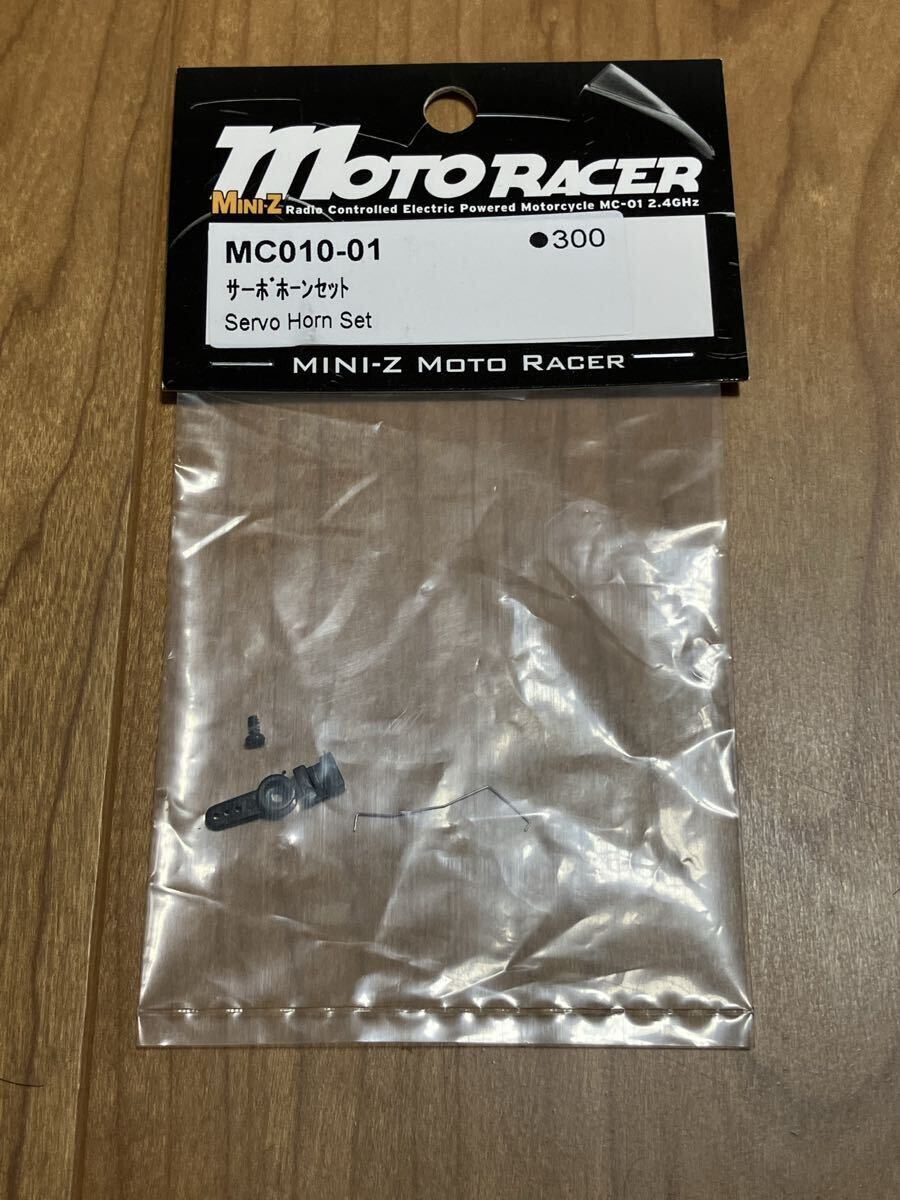 MOTO RACER
MINI-Z Radio Controlled Electric Powered Motorcycle MC-01 2.4GHz
MC010-01 ●300
ｻｰﾎﾞﾎｰﾝｾｯﾄ
Servo Horn Set
MINI-Z MOTO RACER